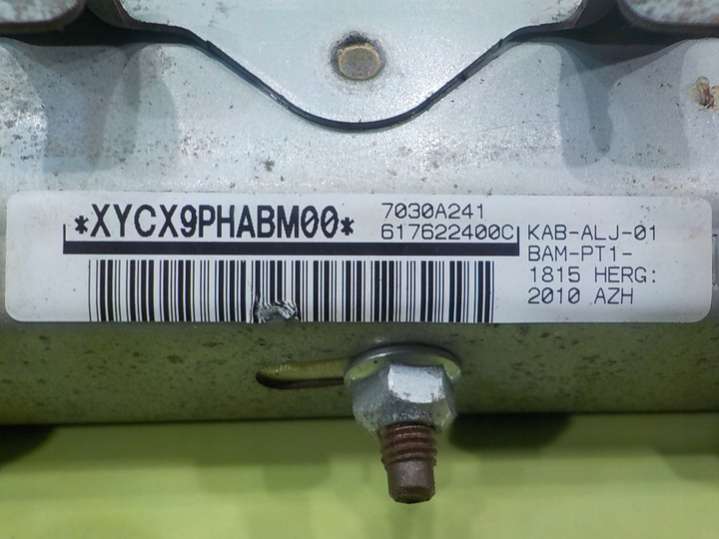 *XYCX9PHABM00*
7030A241
617622400C
KAB-ALJ-01
BAM-PT1-
1815 HERG:
2010 AZH